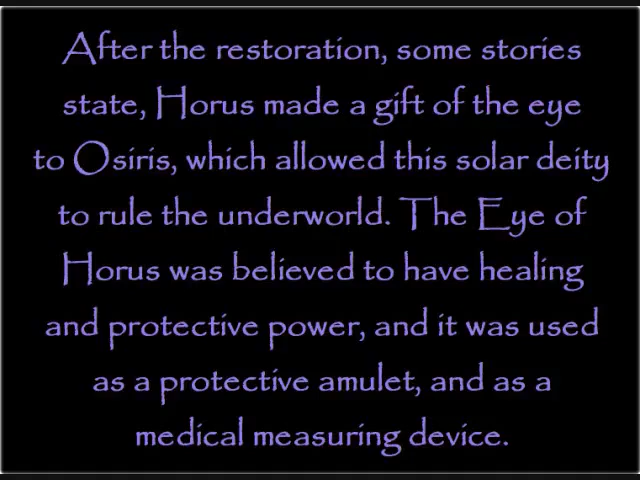 After the restoration, some stories
state, Horus made a gift of the eye
to Osiris, which allowed this solar deity
to rule the underworld. The Eye of
Horus was believed to have healing
and protective power, and it was used
as a protective amulet, and as a
medical measuring device.